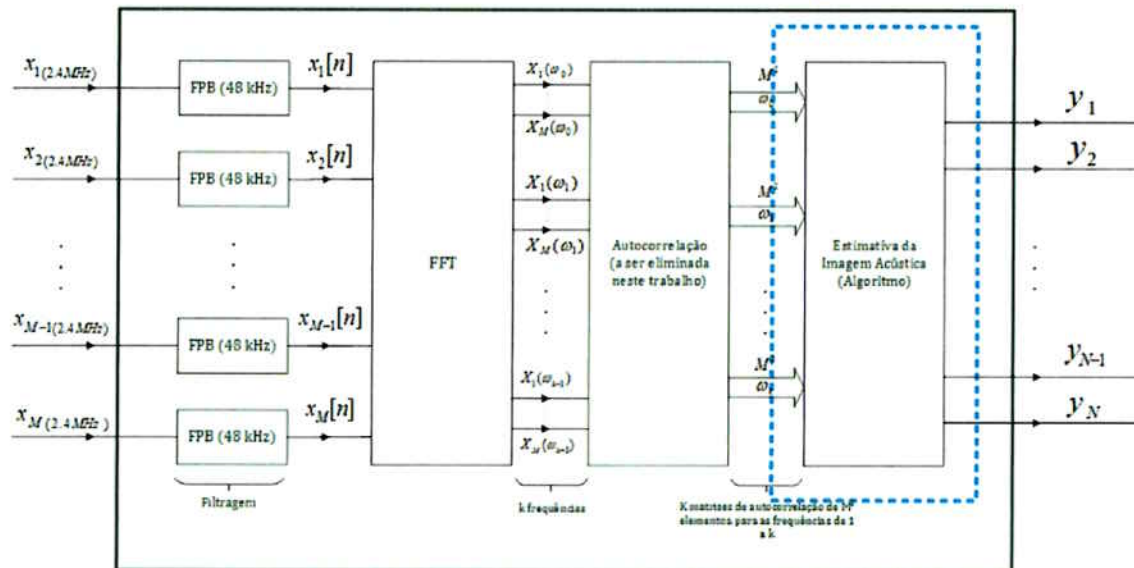 x1(2.4MHz)
FPB (48 kHz)
x1[n]
x2(2.4MHz)
FPB (48 kHz)
x2[n]
xM-1(2.4MHz)
FPB (48 kHz)
xM-1[n]
xM(2.4MHz)
FPB (48 kHz)
xM[n]
Filtragem
FFT
X1(ω0)
XM(ω0)
X1(ω1)
XM(ω1)
X1(ωk-1)
XM(ωk-1)
k frequências
Autocorrelação
(a ser eliminada
neste trabalho)
M²
M²
M²
K matrizes de autocorrelação de M²
elementos para as frequências de 1
a k
Estimativa da
Imagem Acústica
(Algoritmo)
y1
y2
yN-1
yN